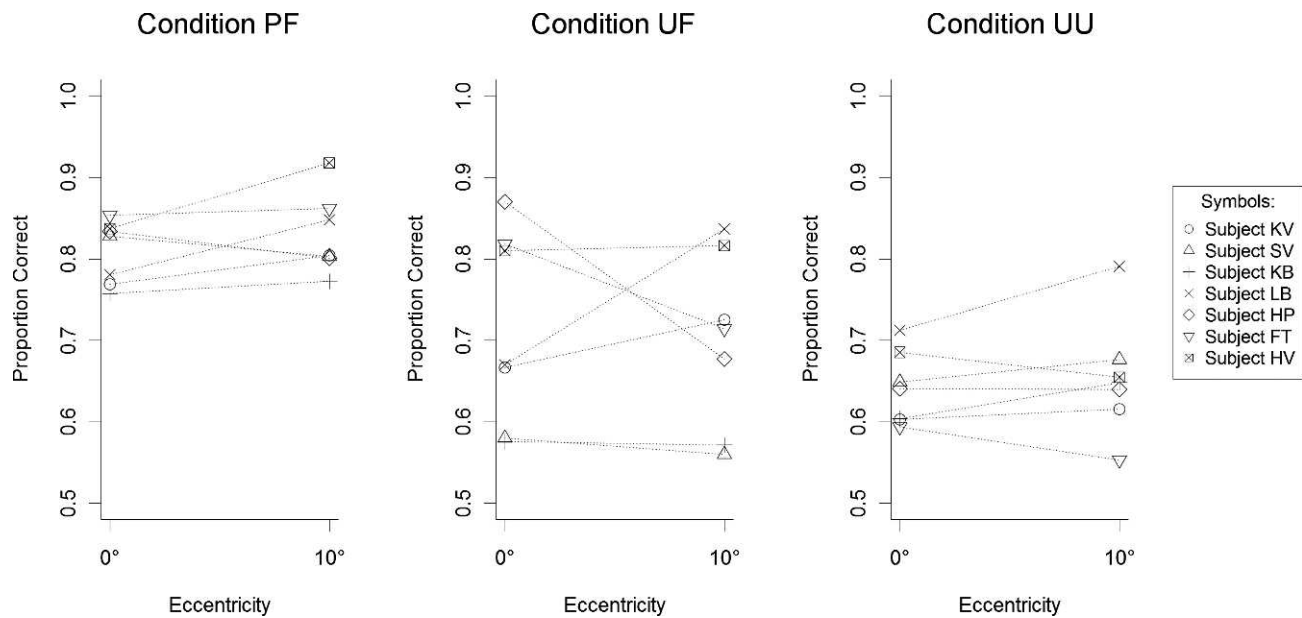 Condition PF
Proportion Correct
1.0
0.9
0.8
0.7
0.6
0.5
0°
10°
Eccentricity
Condition UF
Proportion Correct
1.0
0.9
0.8
0.7
0.6
0.5
0°
10°
Eccentricity
Condition UU
Proportion Correct
1.0
0.9
0.8
0.7
0.6
0.5
0°
10°
Eccentricity
Symbols:
Subject KV
Subject SV
Subject KB
Subject LB
Subject HP
Subject FT
Subject HV